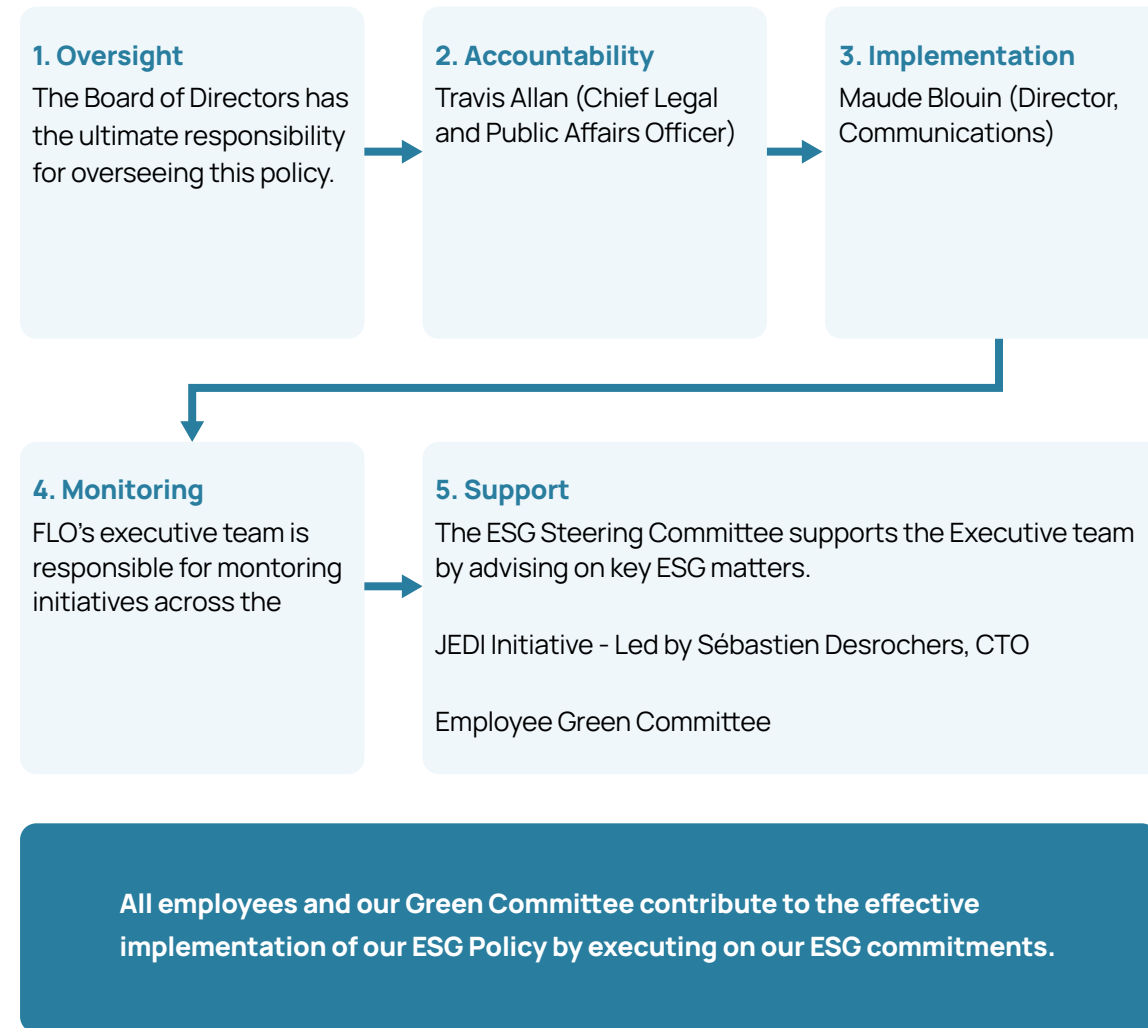 1. Oversight
The Board of Directors has
the ultimate responsibility
for overseeing this policy.
2. Accountability
Travis Allan (Chief Legal
and Public Affairs Officer)
3. Implementation
Maude Blouin (Director,
Communications)
4. Monitoring
FLO’s executive team is
responsible for montoring
initiatives across the
5. Support
The ESG Steering Committee supports the Executive team
by advising on key ESG matters.
JEDI Initiative - Led by Sébastien Desrochers, CTO
Employee Green Committee
All employees and our Green Committee contribute to the effective
implementation of our ESG Policy by executing on our ESG commitments.